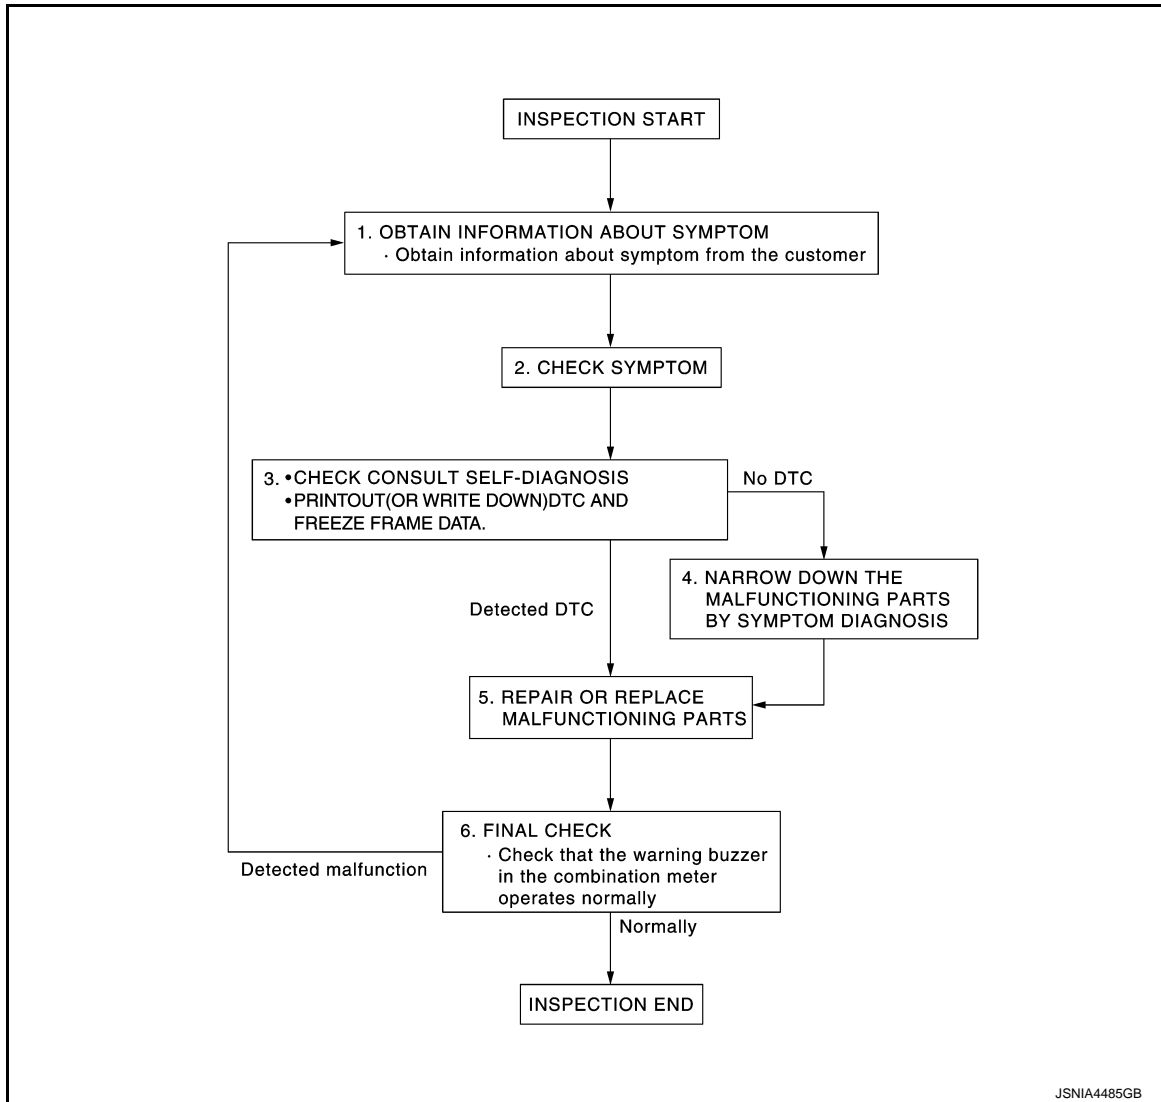 INSPECTION START
1. OBTAIN INFORMATION ABOUT SYMPTOM
· Obtain information about symptom from the customer
2. CHECK SYMPTOM
3. •CHECK CONSULT SELF-DIAGNOSIS
•PRINTOUT(OR WRITE DOWN)DTC AND
FREEZE FRAME DATA.
No DTC
4. NARROW DOWN THE
MALFUNCTIONING PARTS
BY SYMPTOM DIAGNOSIS
Detected DTC
5. REPAIR OR REPLACE
MALFUNCTIONING PARTS
6. FINAL CHECK
· Check that the warning buzzer
in the combination meter
operates normally
Detected malfunction
Normally
INSPECTION END
JSNIA4485GB